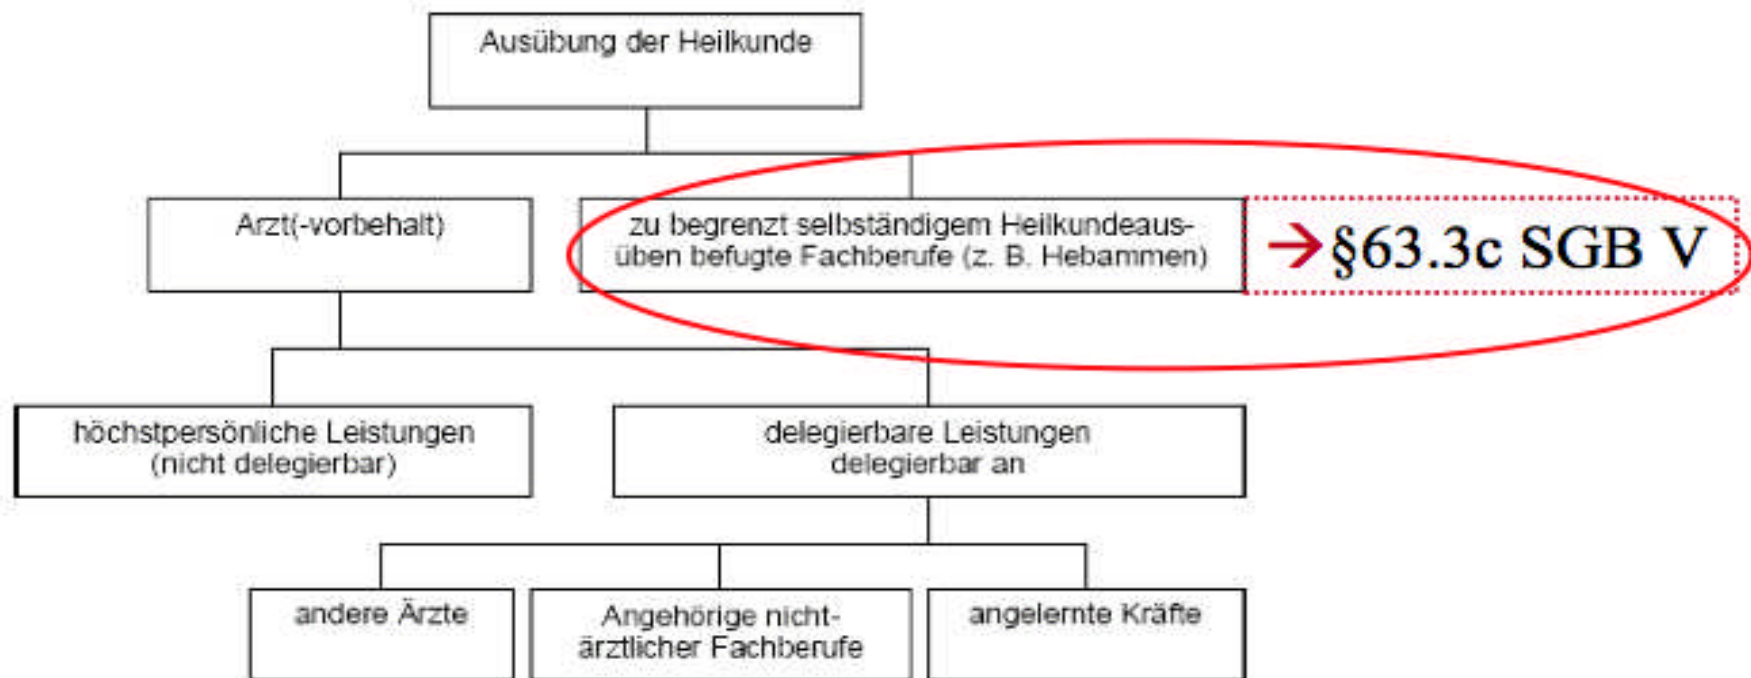 Ausübung der Heilkunde
Arzt(-vorbehalt)
zu begrenzt selbständigem Heilkundeaus-
üben befugte Fachberufe (z. B. Hebammen)
→§63.3c SGB V
höchstpersönliche Leistungen
(nicht delegierbar)
delegierbare Leistungen
delegierbar an
andere Ärzte
Angehörige nicht-
ärztlicher Fachberufe
angelernte Kräfte